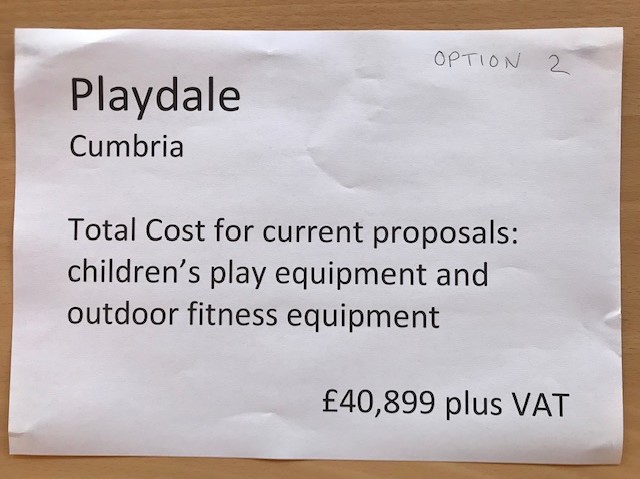 OPTION 2
Playdale
Cumbria
Total Cost for current proposals:
children’s play equipment and
outdoor fitness equipment
£40,899 plus VAT